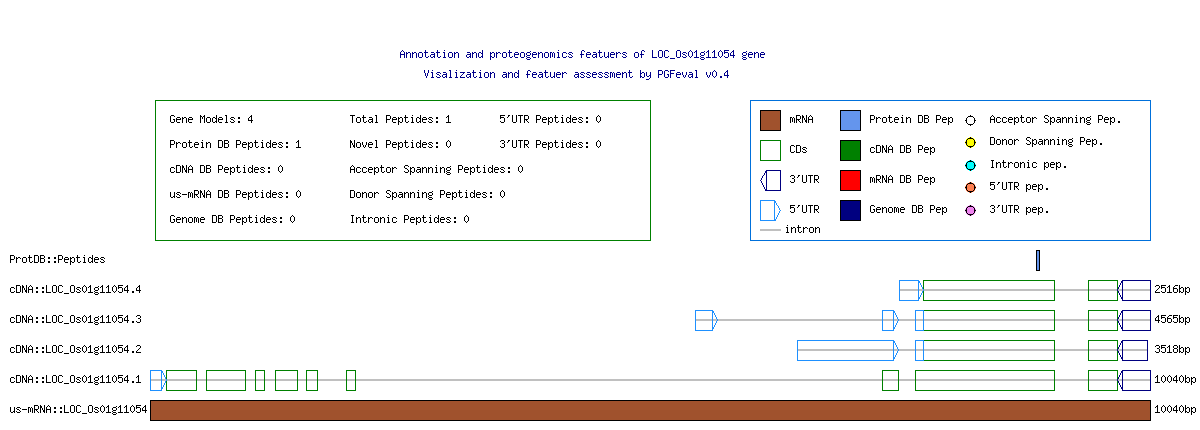 Annotation and proteogenomics featuers of LOC_Os01g11054 gene
Visalization and featuer assessment by PGFeval v0.4
Gene Models: 4 Total Peptides: 1 5'UTR Peptides: 0
Protein DB Peptides: 1 Novel Peptides: 0 3'UTR Peptides: 0
cDNA DB Peptides: 0 Acceptor Spanning Peptides: 0
us-mRNA DB Peptides: 0 Donor Spanning Peptides: 0
Genome DB Peptides: 0 Intronic Peptides: 0
mRNA Protein DB Pep Acceptor Spanning Pep.
CDs cDNA DB Pep Donor Spanning Pep.
3'UTR mRNA DB Pep Intronic pep.
5'UTR Genome DB Pep 5'UTR pep.
intron 3'UTR pep.
ProtDB::Peptides
cDNA::LOC_Os01g11054.4 2516bp
cDNA::LOC_Os01g11054.3 4565bp
cDNA::LOC_Os01g11054.2 3518bp
cDNA::LOC_Os01g11054.1 10040bp
us-mRNA::LOC_Os01g11054 10040bp